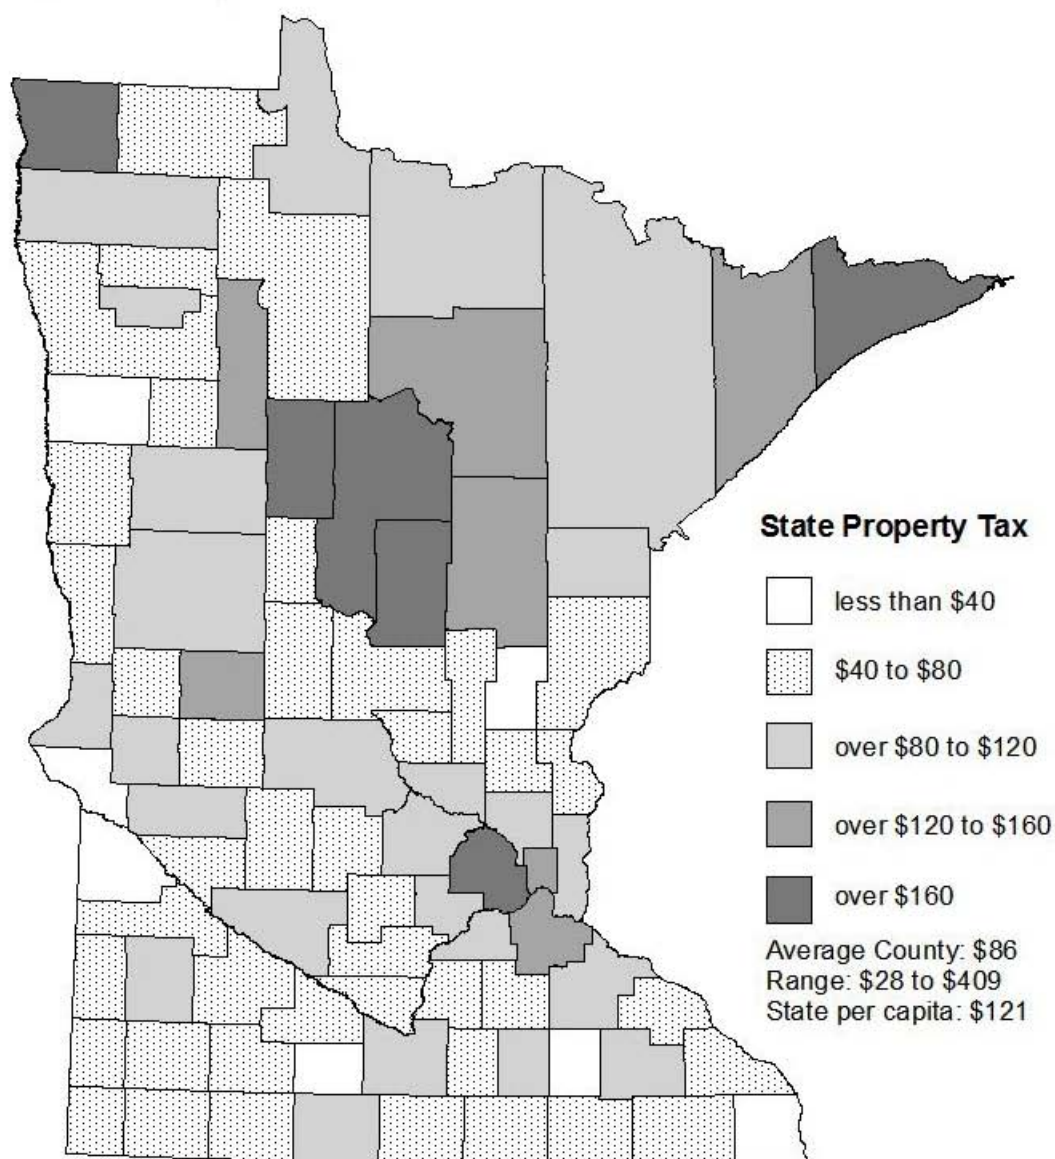 State Property Tax
less than $40
$40 to $80
over $80 to $120
over $120 to $160
over $160
Average County: $86
Range: $28 to $409
State per capita: $121